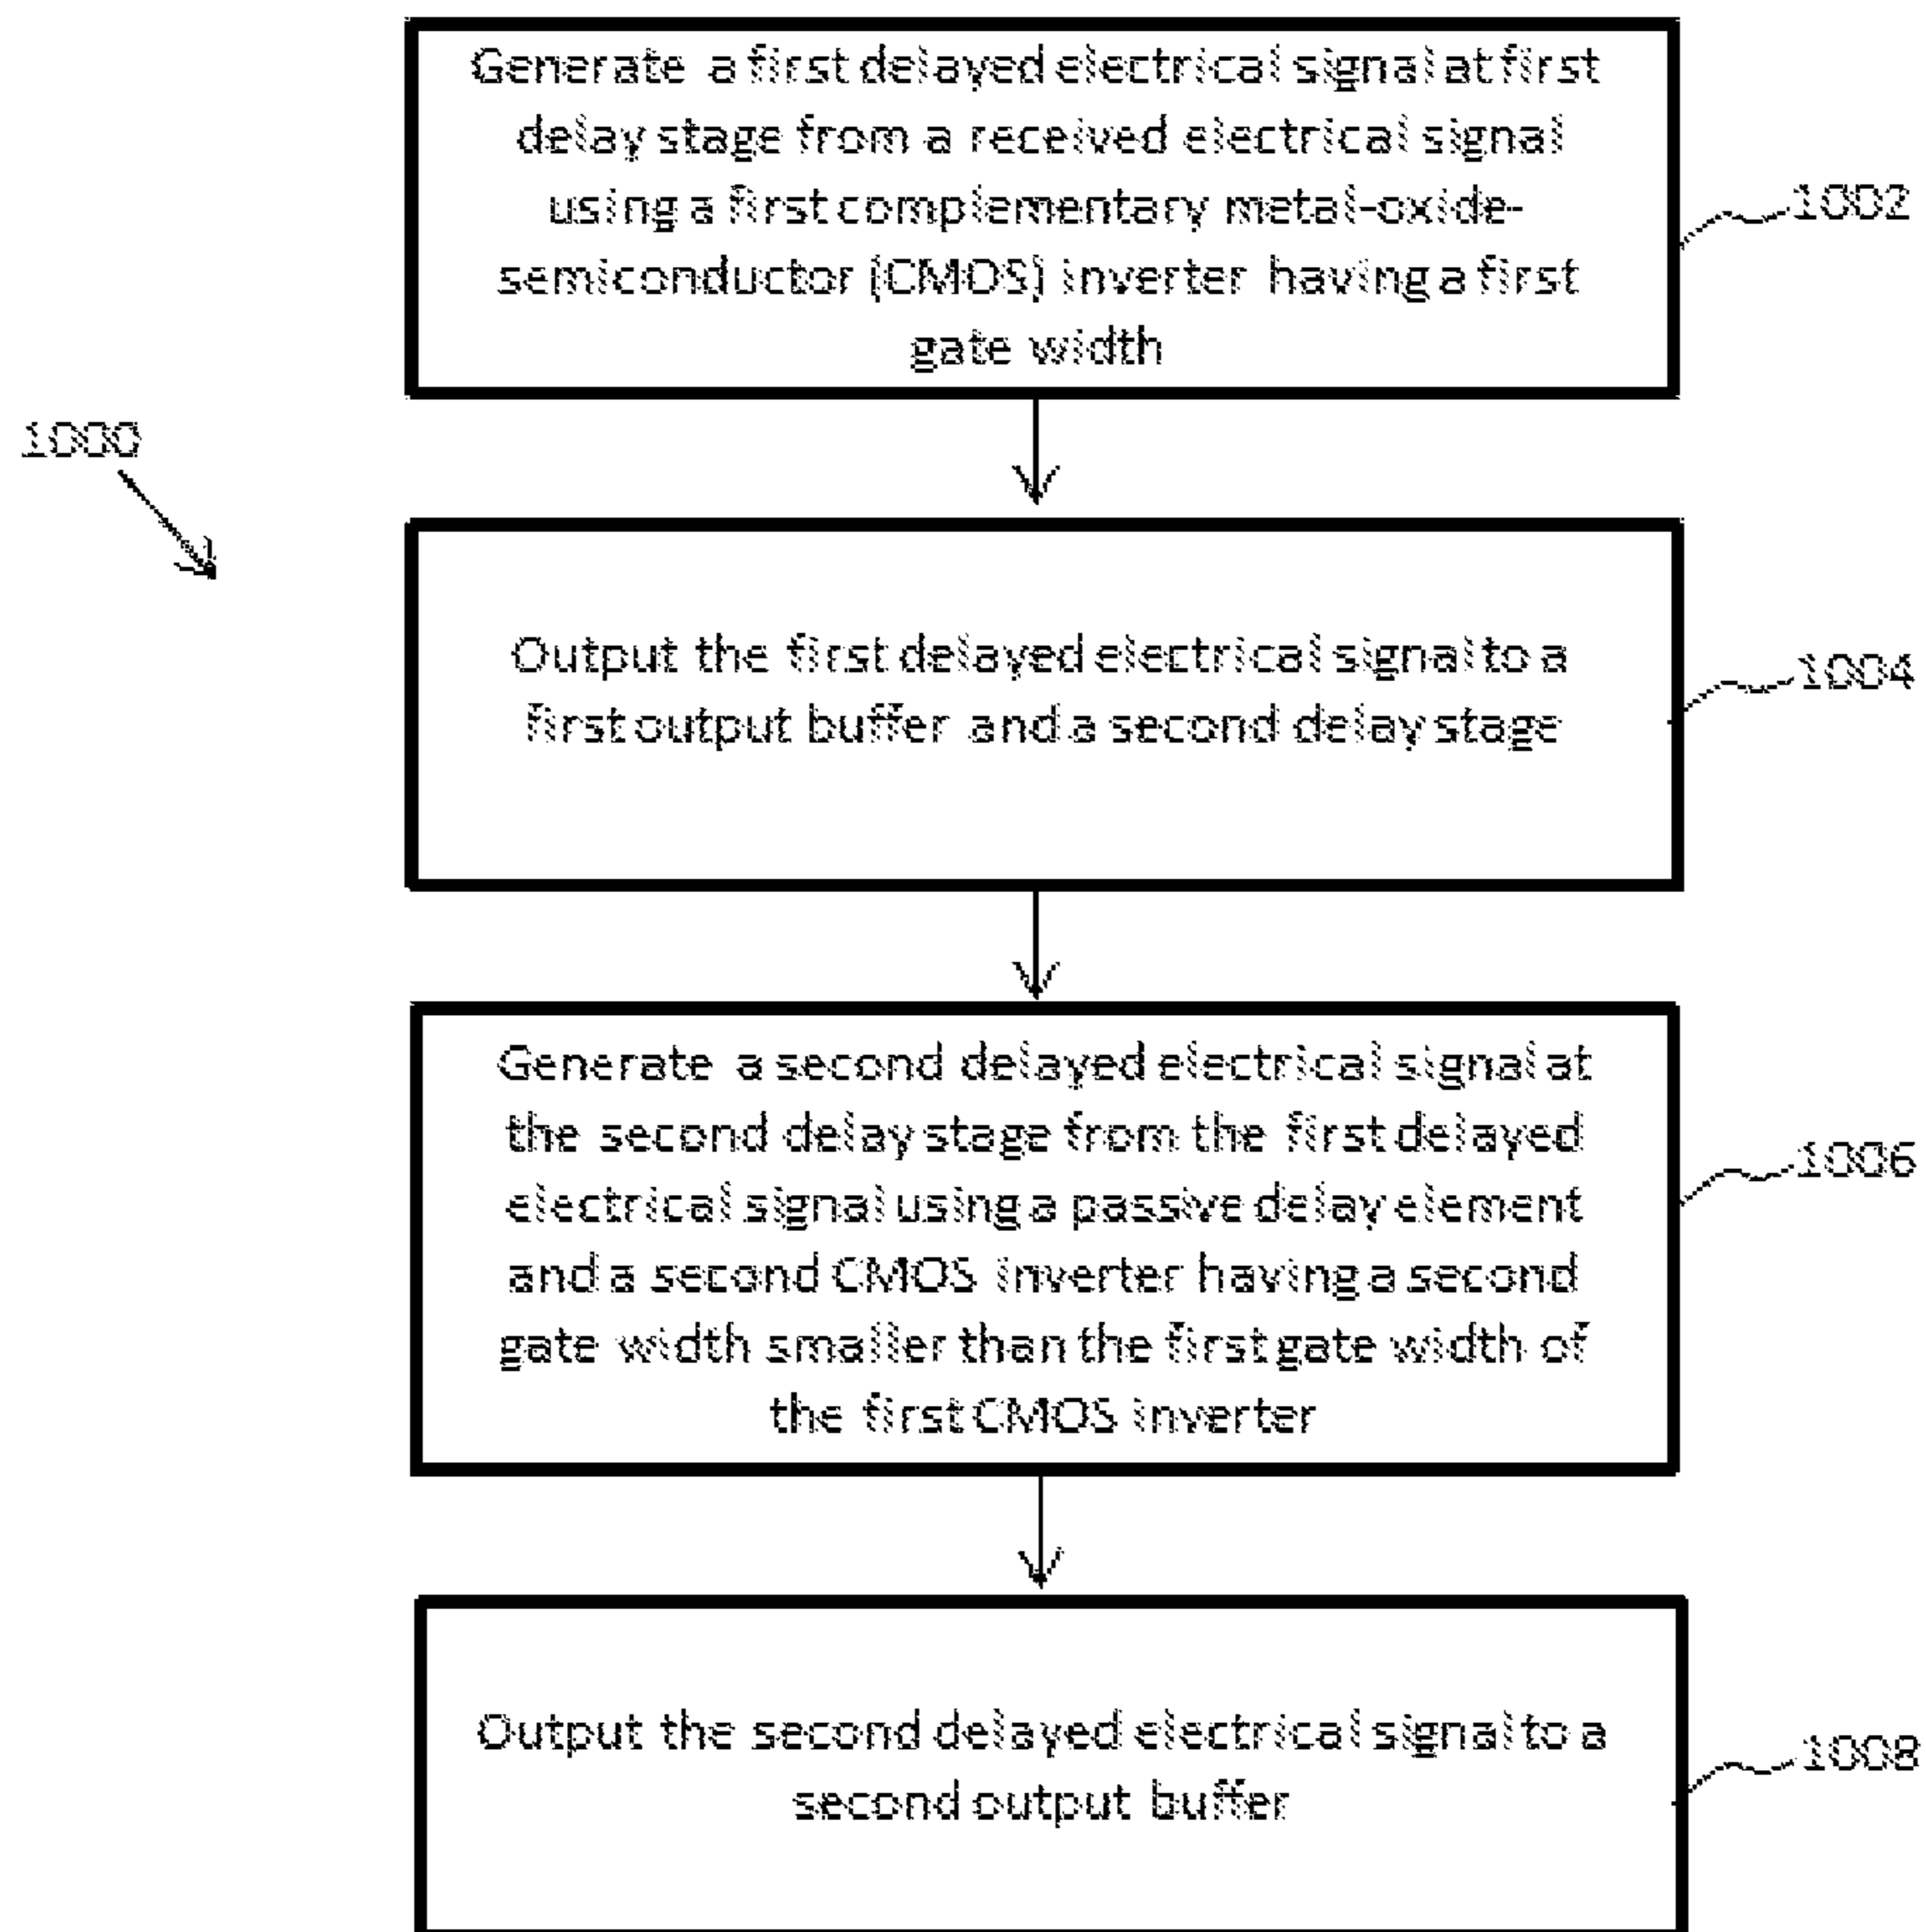 Generate a first delayed electrical signal at first
delay stage from a received electrical signal
using a first complementary metal-oxide-
semiconductor (CMOS) inverter having a first
gate width
1002
1000
Output the first delayed electrical signal to a
first output buffer and a second delay stage
1004
Generate a second delayed electrical signal at
the second delay stage from the first delayed
electrical signal using a passive delay element
and a second CMOS inverter having a second
gate width smaller than the first gate width of
the first CMOS inverter
1006
Output the second delayed electrical signal to a
second output buffer
1008